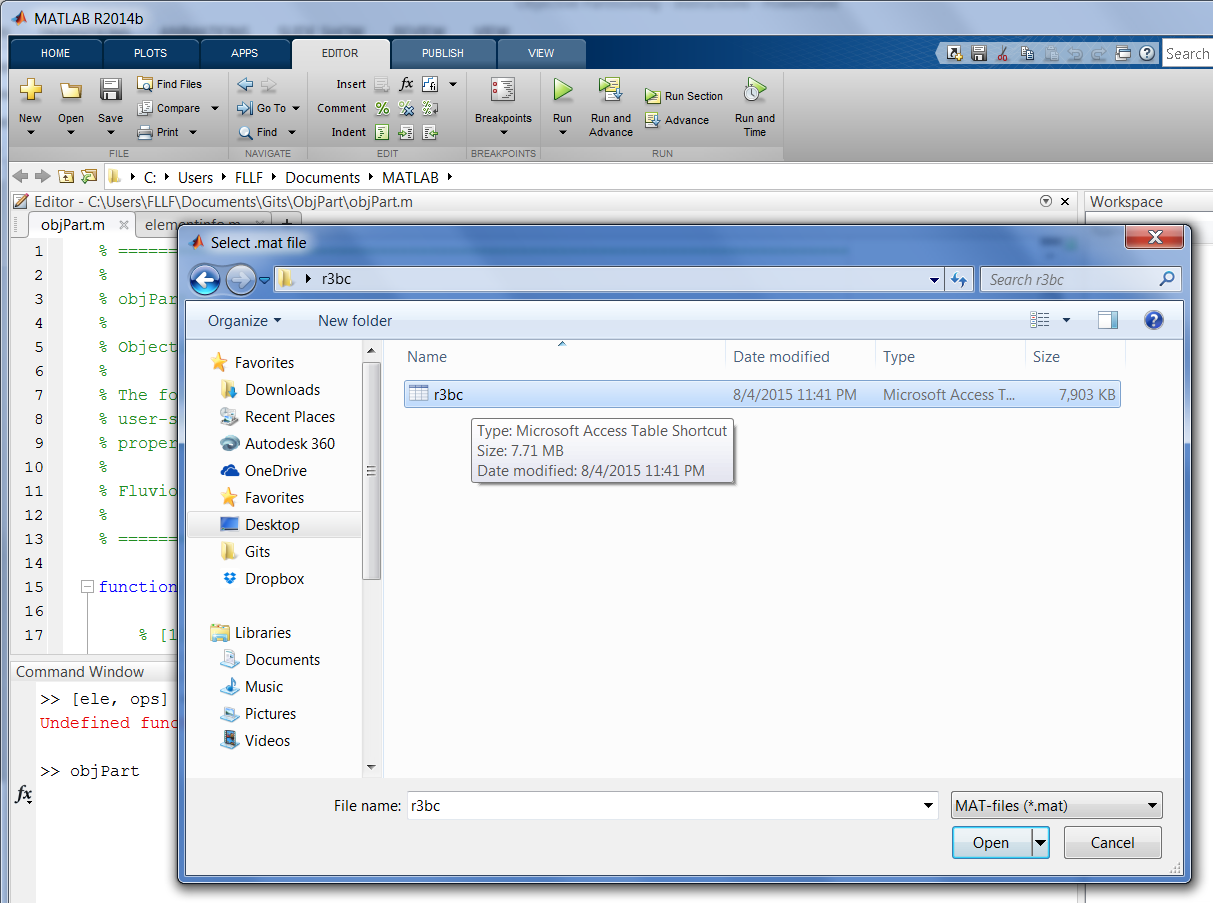 MATLAB R2014b
HOME PLOTS APPS EDITOR PUBLISH VIEW Search
New Open Save Find Files Compare Print
FILE
Go To Find
NAVIGATE
Insert fx fi
Comment % %
Indent
EDIT
Breakpoints
BREAKPOINTS
Run Run and Advance Run Section Advance Run and Time
RUN
C: Users FLLF Documents MATLAB
Editor - C:\Users\FLLF\Documents\Gits\ObjPart\objPart.m
Workspace
objPart.m elementinfo.m +
1 % =======
2 %
3 % objPar
4 %
5 % Object
6 %
7 % The fo
8 % user-s
9 % proper
10 %
11 % Fluvio
12 %
13 % =======
14
15 function
16
17 % [1
Command Window
>> [ele, ops]
Undefined func
>> objPart
fx
Select .mat file
r3bc
Search r3bc
Organize New folder
Favorites
Downloads
Recent Places
Autodesk 360
OneDrive
Favorites
Desktop
Gits
Dropbox
Libraries
Documents
Music
Pictures
Videos
Name Date modified Type Size
r3bc 8/4/2015 11:41 PM Microsoft Access T... 7,903 KB
Type: Microsoft Access Table Shortcut
Size: 7.71 MB
Date modified: 8/4/2015 11:41 PM
File name: r3bc MAT-files (*.mat)
Open Cancel